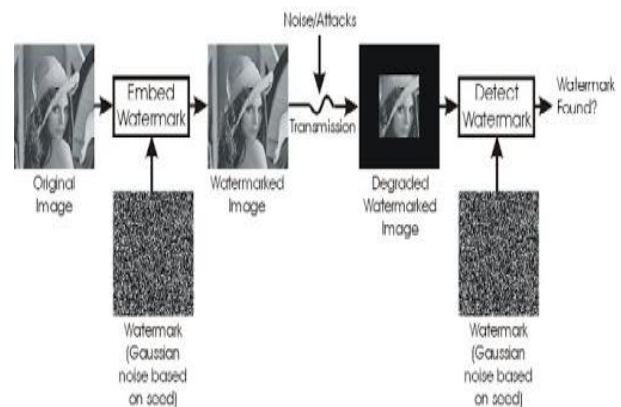 Noise/Attacks
Embed
Watermark
Transmission
Detect
Watermark
Watermark
Found?
Original
Image
Watermarked
Image
Degraded
Watermarked
Image
Watermark
(Gaussian
noise based
on seed)
Watermark
(Gaussian
noise based
on seed)